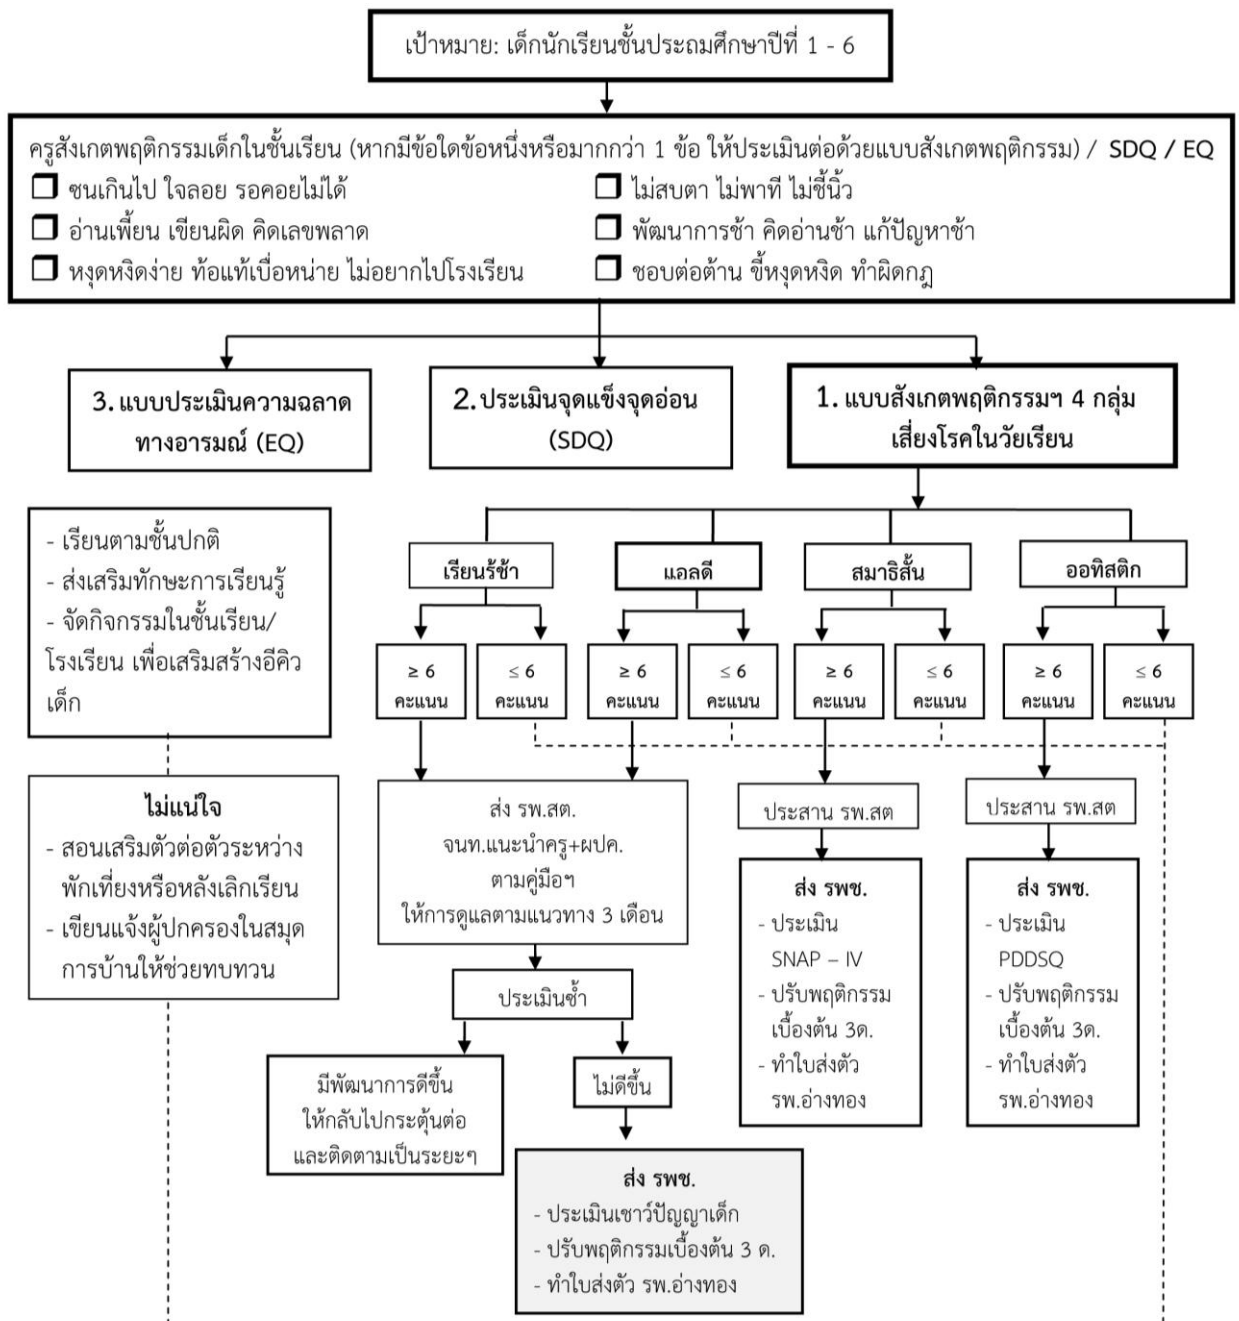 เป้าหมาย: เด็กนักเรียนชั้นประถมศึกษาปีที่ 1 - 6
ครูสังเกตพฤติกรรมเด็กในชั้นเรียน (หากมีข้อใดข้อหนึ่งหรือมากกว่า 1 ข้อ ให้ประเมินต่อด้วยแบบสังเกตพฤติกรรม) / SDQ / EQ
ซนเกินไป ใจลอย รอคอยไม่ได้
ไม่สบตา ไม่พาที ไม่ชี้นิ้ว
อ่านเพี้ยน เขียนผิด คิดเลขพลาด
พัฒนาการช้า คิดอ่านช้า แก้ปัญหาช้า
หงุดหงิดง่าย ท้อแท้เบื่อหน่าย ไม่อยากไปโรงเรียน
ชอบต่อต้าน ขี้หงุดหงิด ทำผิดกฎ
3. แบบประเมินความฉลาด
ทางอารมณ์ (EQ)
2. ประเมินจุดแข็งจุดอ่อน
(SDQ)
1. แบบสังเกตพฤติกรรมฯ 4 กลุ่ม
เสี่ยงโรคในวัยเรียน
- เรียนตามชั้นปกติ
- ส่งเสริมทักษะการเรียนรู้
- จัดกิจกรรมในชั้นเรียน/
โรงเรียน เพื่อเสริมสร้างอีคิว
เด็ก
เรียนรู้ช้า
แอลดี
สมาธิสั้น
ออทิสติก
≥ 6
คะแนน
≤ 6
คะแนน
≥ 6
คะแนน
≤ 6
คะแนน
≥ 6
คะแนน
≤ 6
คะแนน
≥ 6
คะแนน
≤ 6
คะแนน
ไม่แน่ใจ
- สอนเสริมตัวต่อตัวระหว่าง
พักเที่ยงหรือหลังเลิกเรียน
- เขียนแจ้งผู้ปกครองในสมุด
การบ้านให้ช่วยทบทวน
ส่ง รพ.สต.
จนท.แนะนำครู+ผปค.
ตามคู่มือฯ
ให้การดูแลตามแนวทาง 3 เดือน
ประสาน รพ.สต
ประสาน รพ.สต
ส่ง รพช.
- ประเมิน
SNAP – IV
- ปรับพฤติกรรม
เบื้องต้น 3ด.
- ทำใบส่งตัว
รพ.อ่างทอง
ส่ง รพช.
- ประเมิน
PDDSQ
- ปรับพฤติกรรม
เบื้องต้น 3ด.
- ทำใบส่งตัว
รพ.อ่างทอง
ประเมินซ้ำ
มีพัฒนาการดีขึ้น
ให้กลับไปกระตุ้นต่อ
และติดตามเป็นระยะๆ
ไม่ดีขึ้น
ส่ง รพช.
- ประเมินเชาว์ปัญญาเด็ก
- ปรับพฤติกรรมเบื้องต้น 3 ด.
- ทำใบส่งตัว รพ.อ่างทอง